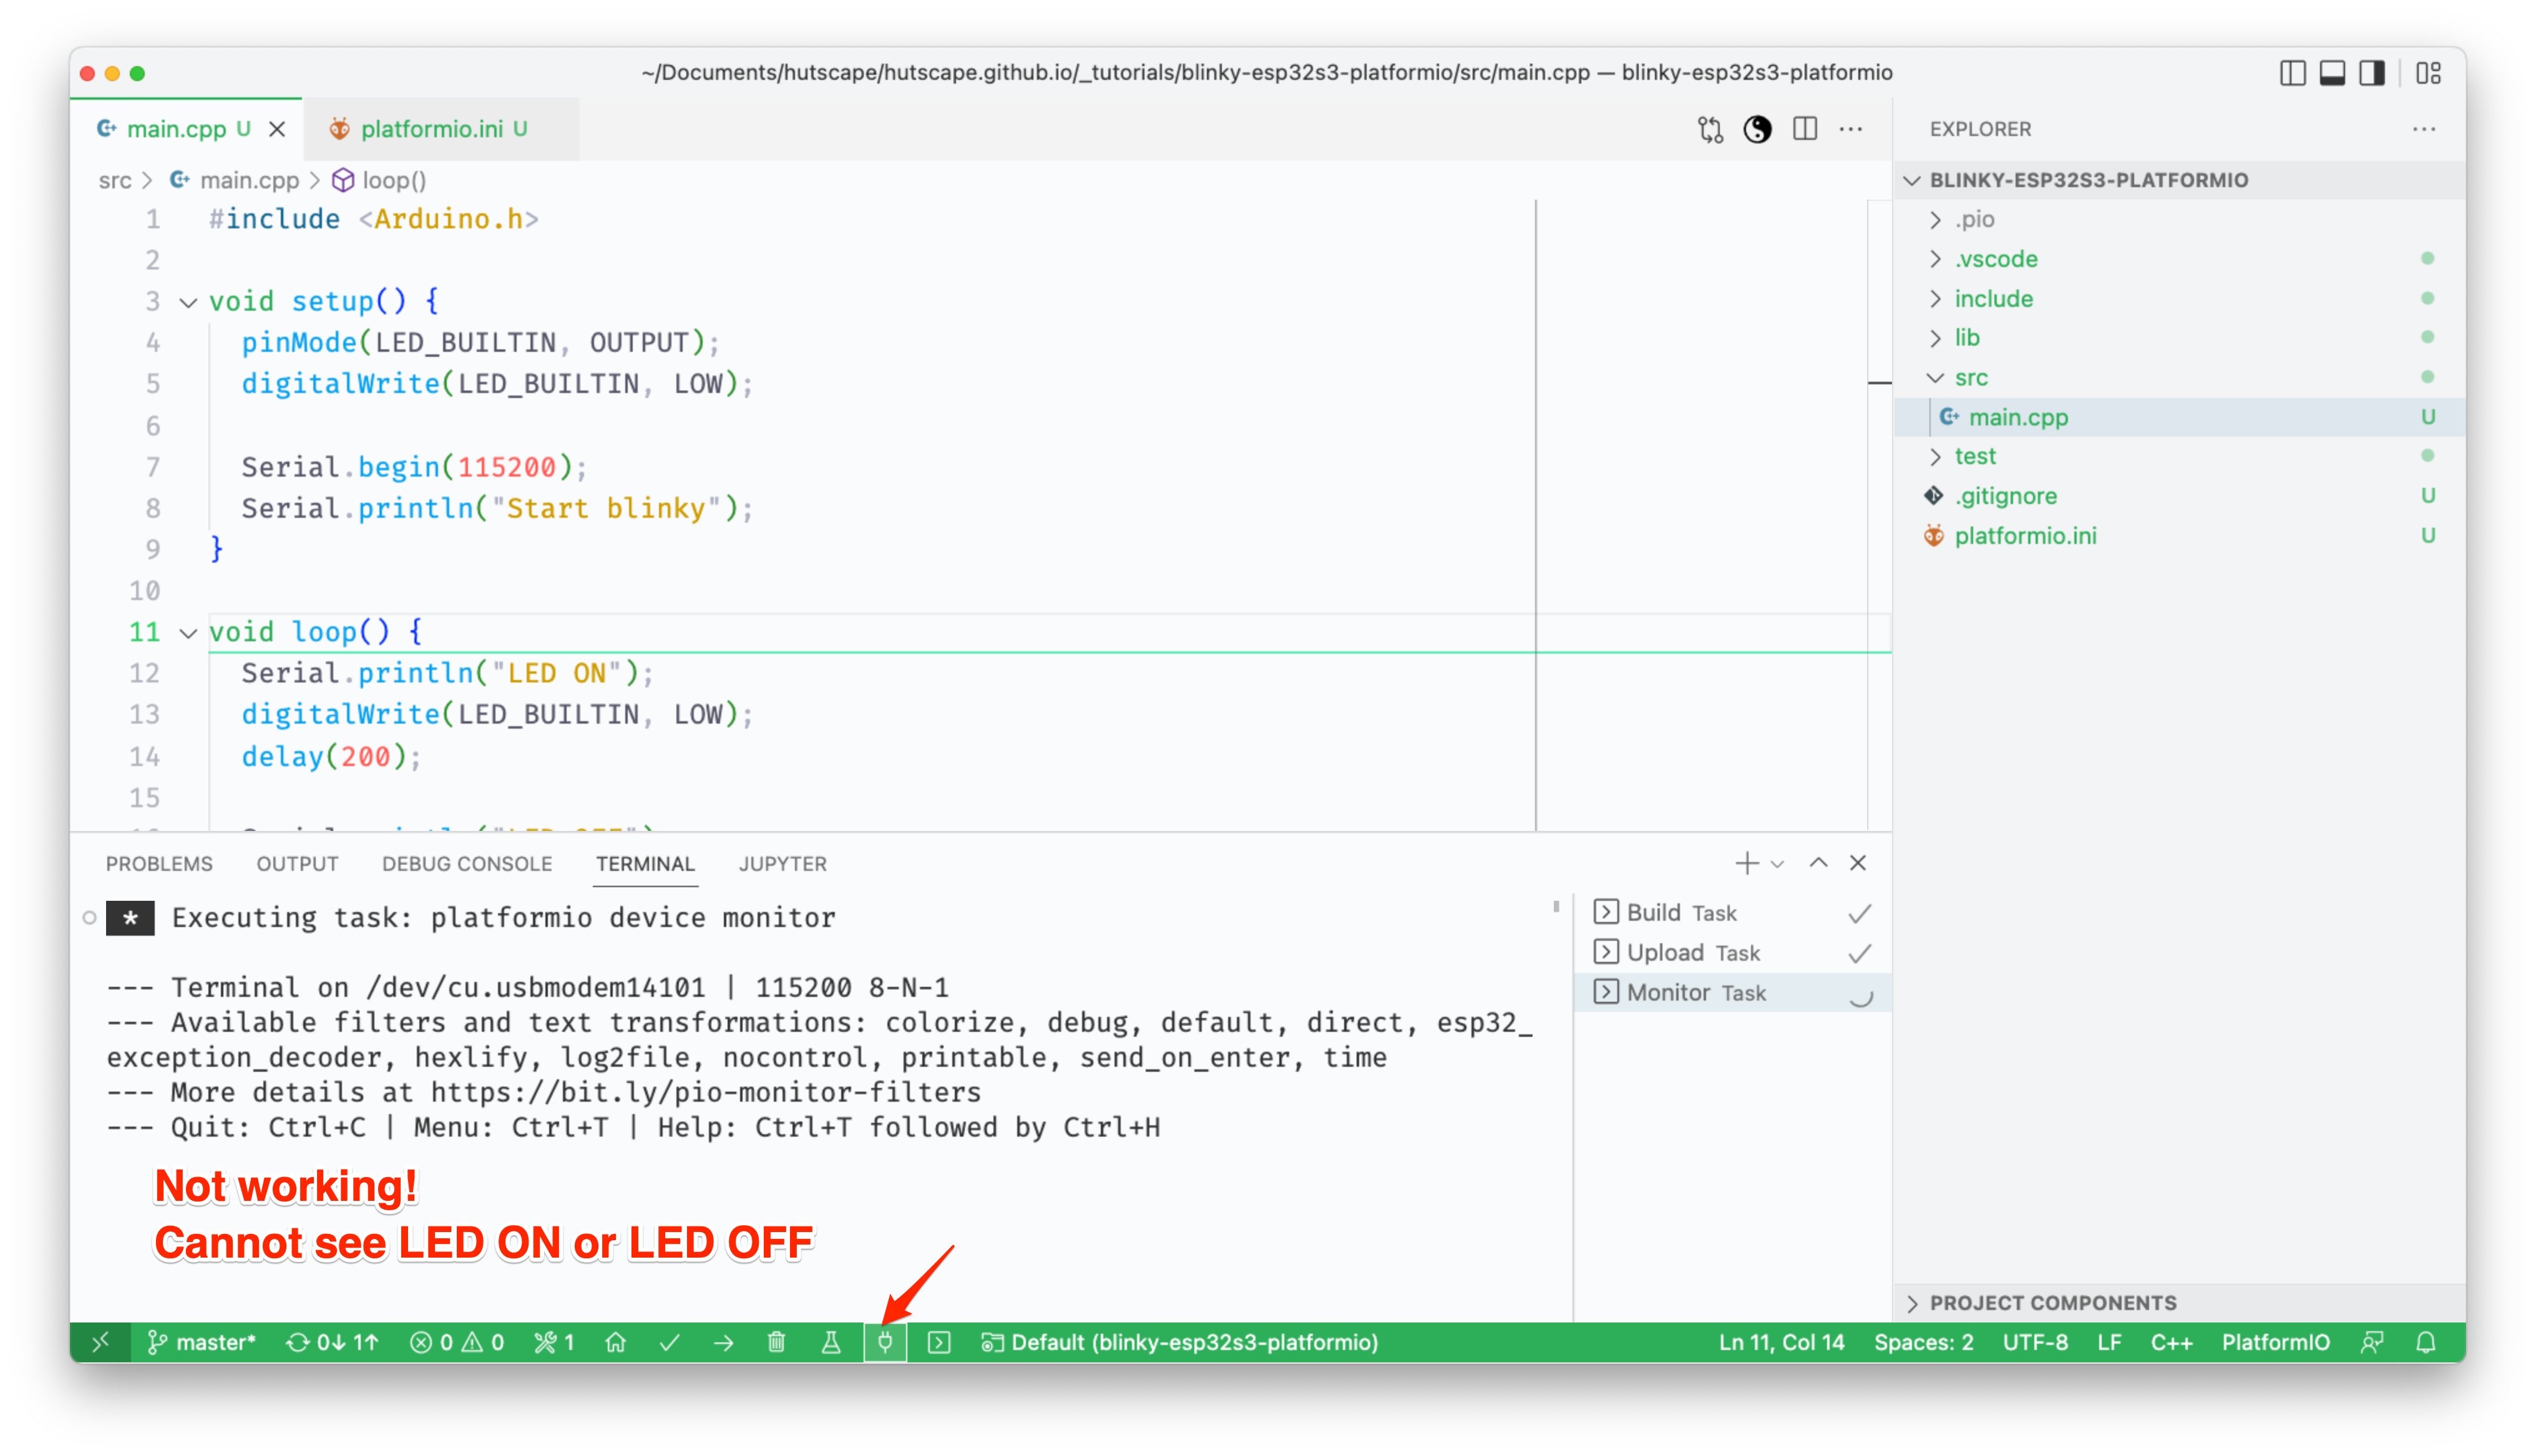 ~/Documents/hutscape/hutscape.github.io/_tutorials/blinky-esp32s3-platformio/src/main.cpp — blinky-esp32s3-platformio
main.cpp U
platformio.ini U
src > main.cpp > loop()
1 #include <Arduino.h>
2
3 void setup() {
4 pinMode(LED_BUILTIN, OUTPUT);
5 digitalWrite(LED_BUILTIN, LOW);
6
7 Serial.begin(115200);
8 Serial.println("Start blinky");
9 }
10
11 void loop() {
12 Serial.println("LED ON");
13 digitalWrite(LED_BUILTIN, LOW);
14 delay(200);
15
EXPLORER
BLINKY-ESP32S3-PLATFORMIO
.pio
.vscode
include
lib
src
main.cpp U
test
.gitignore U
platformio.ini U
PROJECT COMPONENTS
PROBLEMS OUTPUT DEBUG CONSOLE TERMINAL JUPYTER
* Executing task: platformio device monitor
--- Terminal on /dev/cu.usbmodem14101 | 115200 8-N-1
--- Available filters and text transformations: colorize, debug, default, direct, esp32_
exception_decoder, hexlify, log2file, nocontrol, printable, send_on_enter, time
--- More details at https://bit.ly/pio-monitor-filters
--- Quit: Ctrl+C | Menu: Ctrl+T | Help: Ctrl+T followed by Ctrl+H
Build Task
Upload Task
Monitor Task
Not working!
Cannot see LED ON or LED OFF
master* 0↓ 1↑ 0 0 1 Default (blinky-esp32s3-platformio) Ln 11, Col 14 Spaces: 2 UTF-8 LF C++ PlatformIO